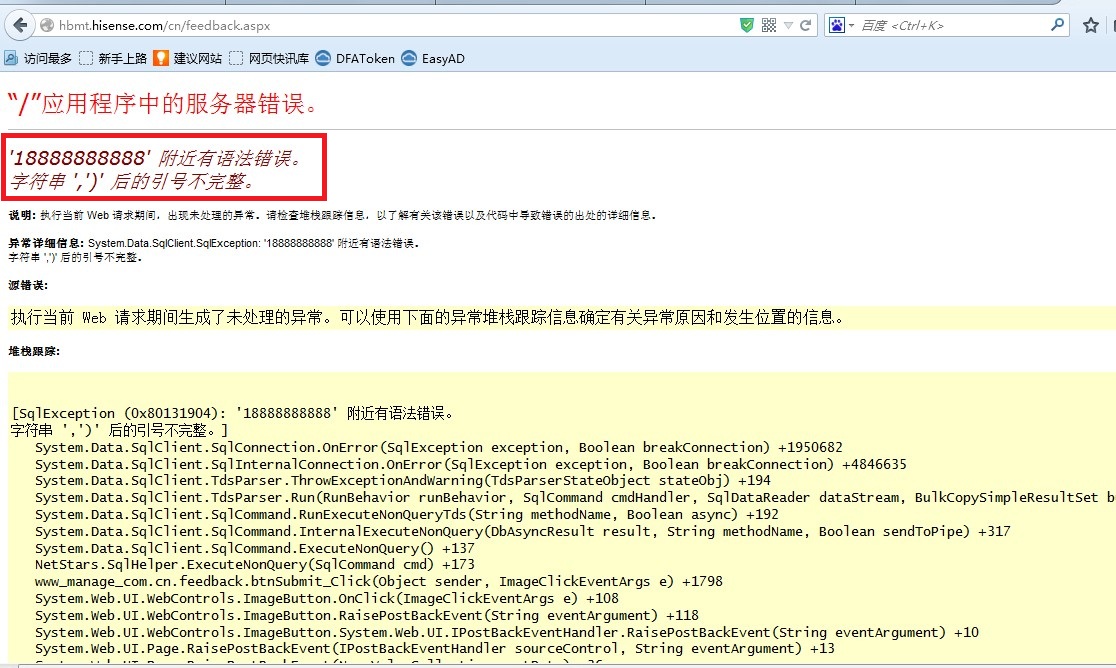 hbmt.hisense.com/cn/feedback.aspx
百度 <Ctrl+K>
访问最多 新手上路 建议网站 网页快讯库 DFAToken EasyAD
“/”应用程序中的服务器错误。
'18888888888' 附近有语法错误。
字符串 ',')' 后的引号不完整。
说明: 执行当前 Web 请求期间，出现未处理的异常。请检查堆栈跟踪信息，以了解有关该错误以及代码中导致错误的出处的详细信息。
异常详细信息: System.Data.SqlClient.SqlException: '18888888888' 附近有语法错误。
字符串 ',')' 后的引号不完整。
源错误:
执行当前 Web 请求期间生成了未处理的异常。可以使用下面的异常堆栈跟踪信息确定有关异常原因和发生位置的信息。
堆栈跟踪:
[SqlException (0x80131904): '18888888888' 附近有语法错误。
字符串 ',')' 后的引号不完整。]
System.Data.SqlClient.SqlConnection.OnError(SqlException exception, Boolean breakConnection) +1950682
System.Data.SqlClient.SqlInternalConnection.OnError(SqlException exception, Boolean breakConnection) +4846635
System.Data.SqlClient.TdsParser.ThrowExceptionAndWarning(TdsParserStateObject stateObj) +194
System.Data.SqlClient.TdsParser.Run(RunBehavior runBehavior, SqlCommand cmdHandler, SqlDataReader dataStream, BulkCopySimpleResultSet
System.Data.SqlClient.SqlCommand.RunExecuteNonQueryTds(String methodName, Boolean async) +192
System.Data.SqlClient.SqlCommand.InternalExecuteNonQuery(DbAsyncResult result, String methodName, Boolean sendToPipe) +317
System.Data.SqlClient.SqlCommand.ExecuteNonQuery() +137
NetStars.SqlHelper.ExecuteNonQuery(SqlCommand cmd) +173
www_manage_com.cn.feedback.btnSubmit_Click(Object sender, ImageClickEventArgs e) +1798
System.Web.UI.WebControls.ImageButton.OnClick(ImageClickEventArgs e) +108
System.Web.UI.WebControls.ImageButton.RaisePostBackEvent(String eventArgument) +118
System.Web.UI.WebControls.ImageButton.System.Web.UI.IPostBackEventHandler.RaisePostBackEvent(String eventArgument) +10
System.Web.UI.Page.RaisePostBackEvent(IPostBackEventHandler sourceControl, String eventArgument) +13